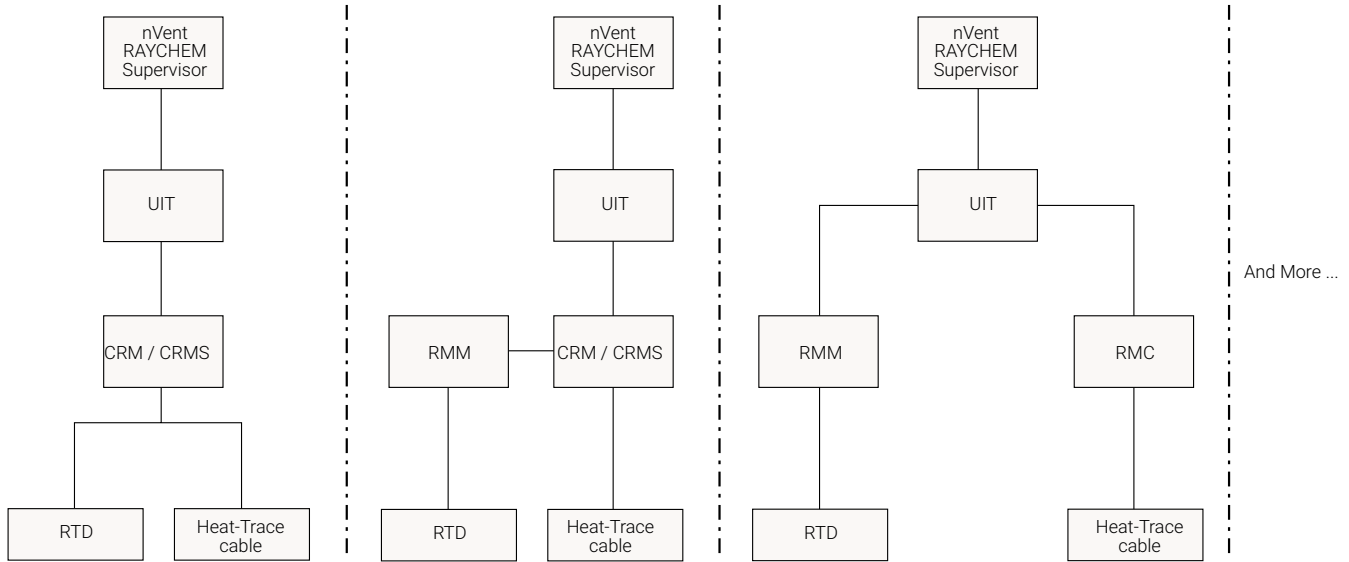 nVent
RAYCHEM
Supervisor
UIT
CRM / CRMS
RTD
Heat-Trace
cable
nVent
RAYCHEM
Supervisor
UIT
RMM
CRM / CRMS
RTD
Heat-Trace
cable
nVent
RAYCHEM
Supervisor
UIT
RMM
RMC
RTD
Heat-Trace
cable
And More ...